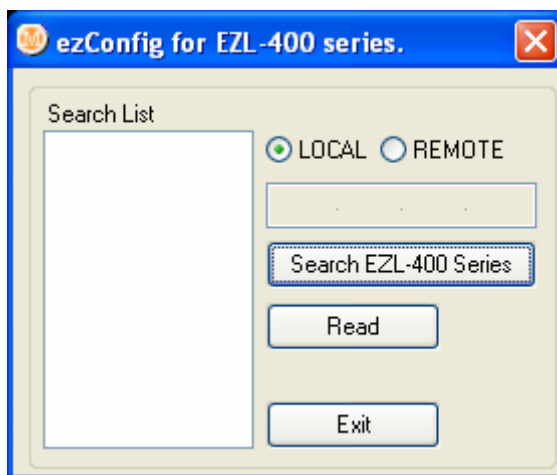 ezConfig for EZL-400 series.
Search List
LOCAL REMOTE
. . .
Search EZL-400 Series
Read
Exit